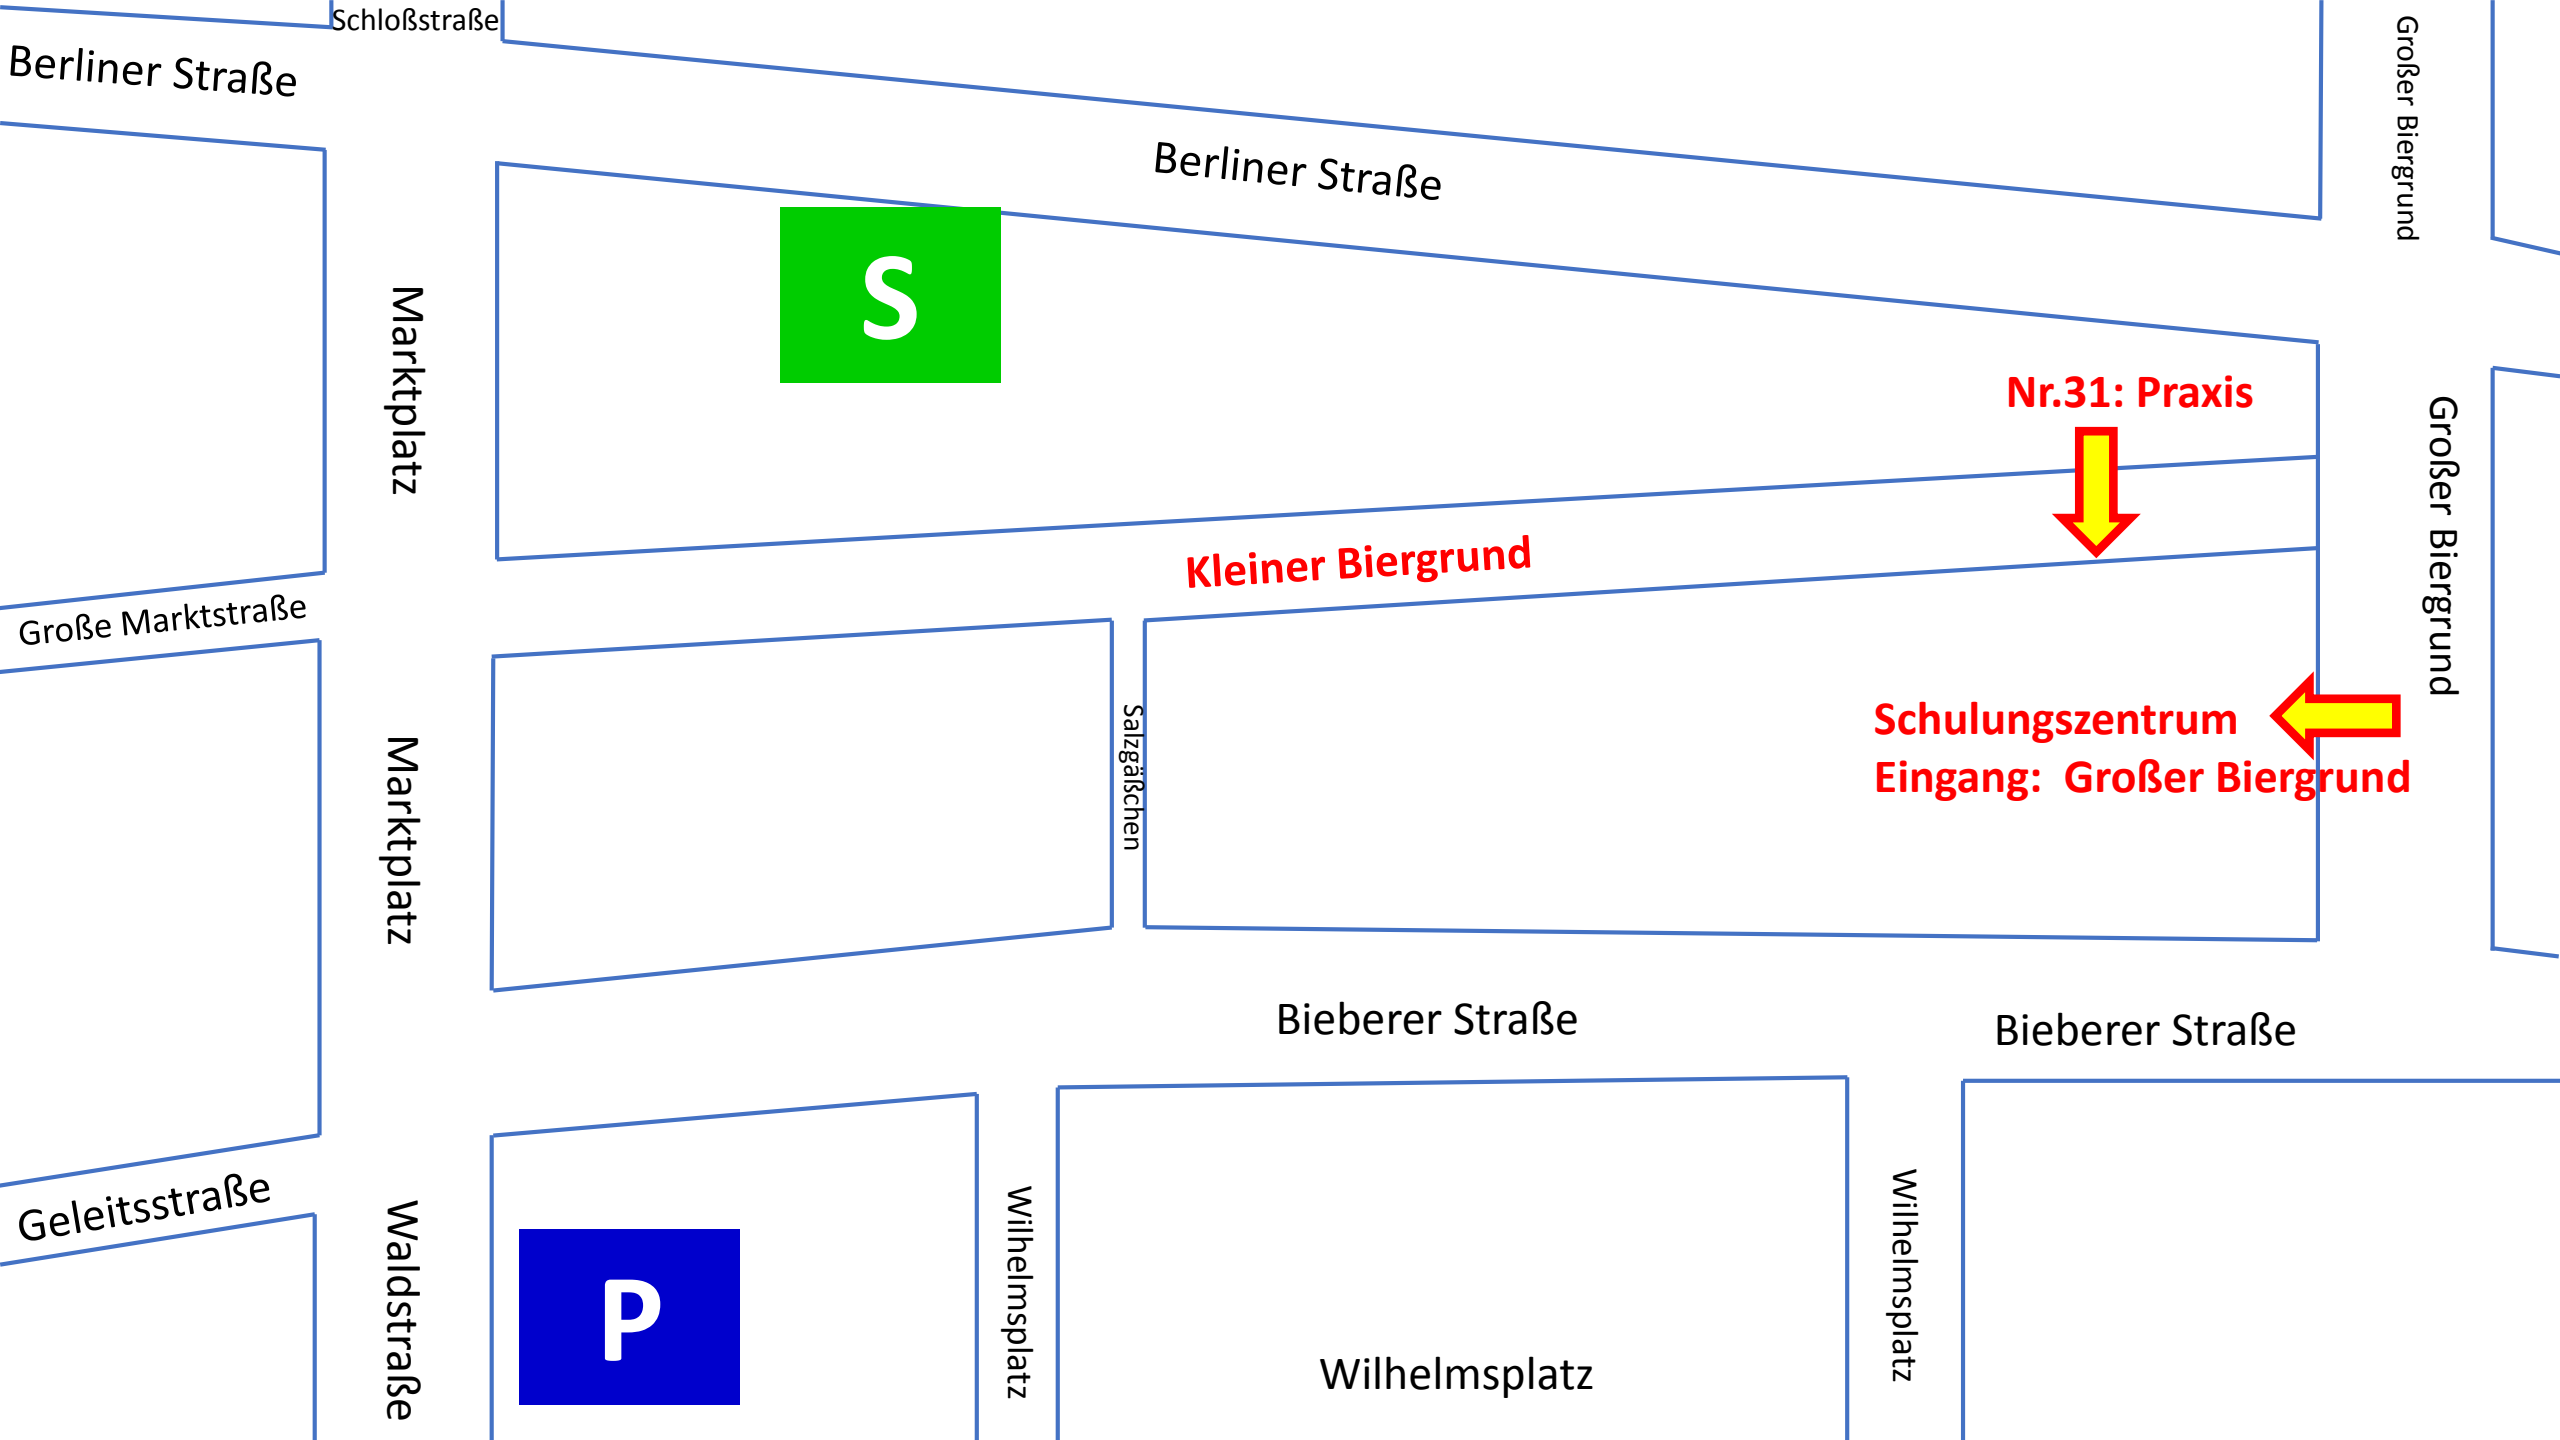 Schloßstraße
Berliner Straße
Großer Biergrund
Berliner Straße
S
Marktplatz
Nr.31: Praxis
Großer Biergrund
Kleiner Biergrund
Große Marktstraße
Salzgäßchen
Schulungszentrum
Eingang: Großer Biergrund
Marktplatz
Bieberer Straße
Bieberer Straße
Geleitsstraße
Waldstraße
P
Wilhelmsplatz
Wilhelmsplatz
Wilhelmsplatz